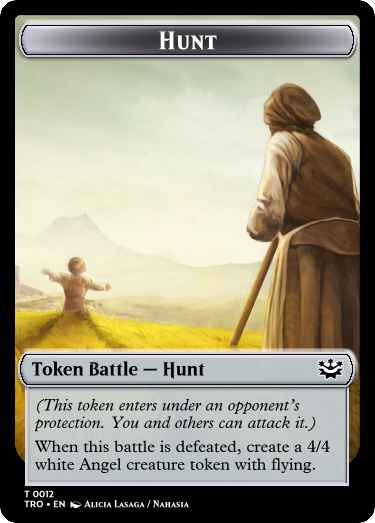 Hunt
Token Battle — Hunt
(This token enters under an opponent's
protection. You and others can attack it.)
When this battle is defeated, create a 4/4
white Angel creature token with flying.
T 0012
TRO • EN Alicia Lasaga / Nahasia